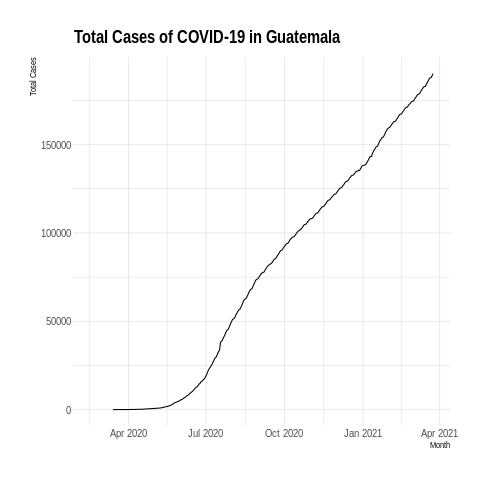 Total Cases of COVID-19 in Guatemala
Total Cases
150000
100000
50000
0
Apr 2020 Jul 2020 Oct 2020 Jan 2021 Apr 2021
Month